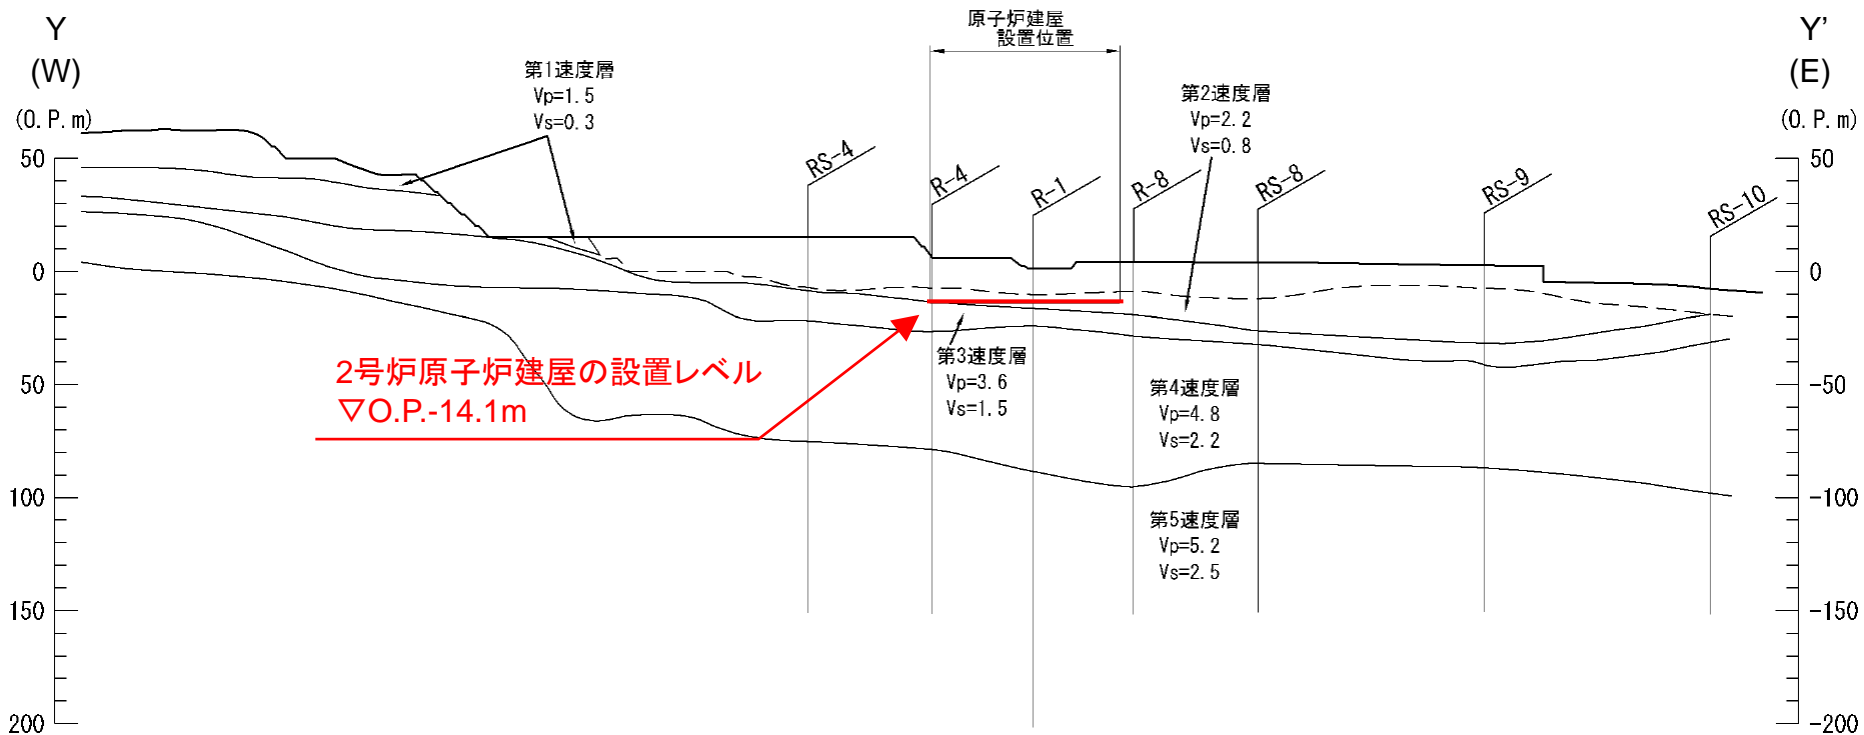 原子炉建屋
設置位置
Y
(W)
(O.P.m)
Y’
(E)
(O.P.m)
第1速度層
Vp=1.5
Vs=0.3
第2速度層
Vp=2.2
Vs=0.8
RS-4
R-4
R-1
R-8
RS-8
RS-9
RS-10
50
0
50
100
150
200
50
0
-50
-100
-150
-200
2号炉原子炉建屋の設置レベル
▽O.P.-14.1m
第3速度層
Vp=3.6
Vs=1.5
第4速度層
Vp=4.8
Vs=2.2
第5速度層
Vp=5.2
Vs=2.5